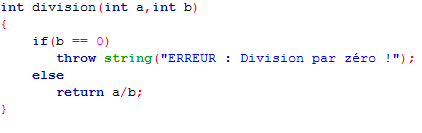 int division(int a,int b)
{
    if(b == 0)
       throw string("ERREUR : Division par zéro !");
    else
       return a/b;
}